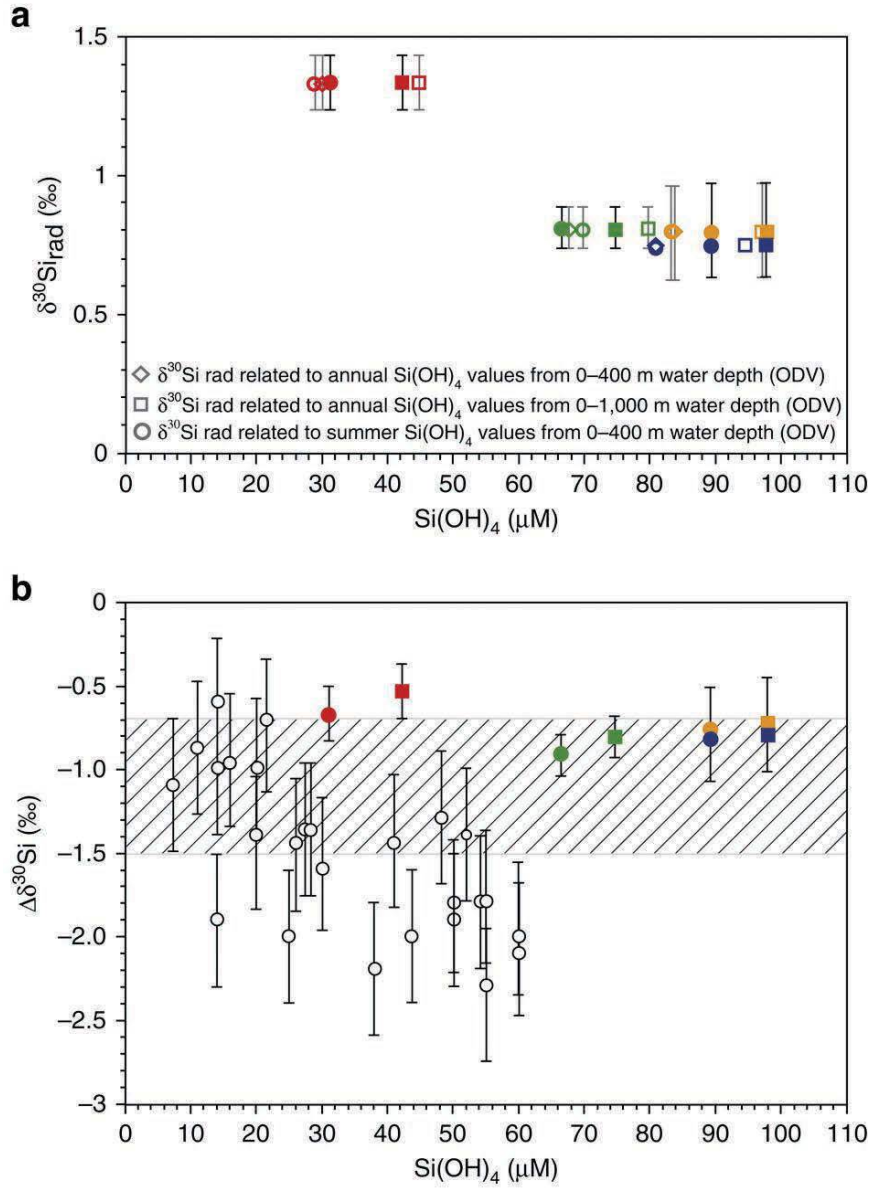 a
1.5
1
0.5
0
δ³⁰Si_rad (‰)
δ³⁰Si rad related to annual Si(OH)₄ values from 0–400 m water depth (ODV)
δ³⁰Si rad related to annual Si(OH)₄ values from 0–1,000 m water depth (ODV)
δ³⁰Si rad related to summer Si(OH)₄ values from 0–400 m water depth (ODV)
0 10 20 30 40 50 60 70 80 90 100 110
Si(OH)₄ (μM)
b
0
–0.5
–1.0
–1.5
–2.0
–2.5
–3
Δδ³⁰Si (‰)
0 10 20 30 40 50 60 70 80 90 100 110
Si(OH)₄ (μM)